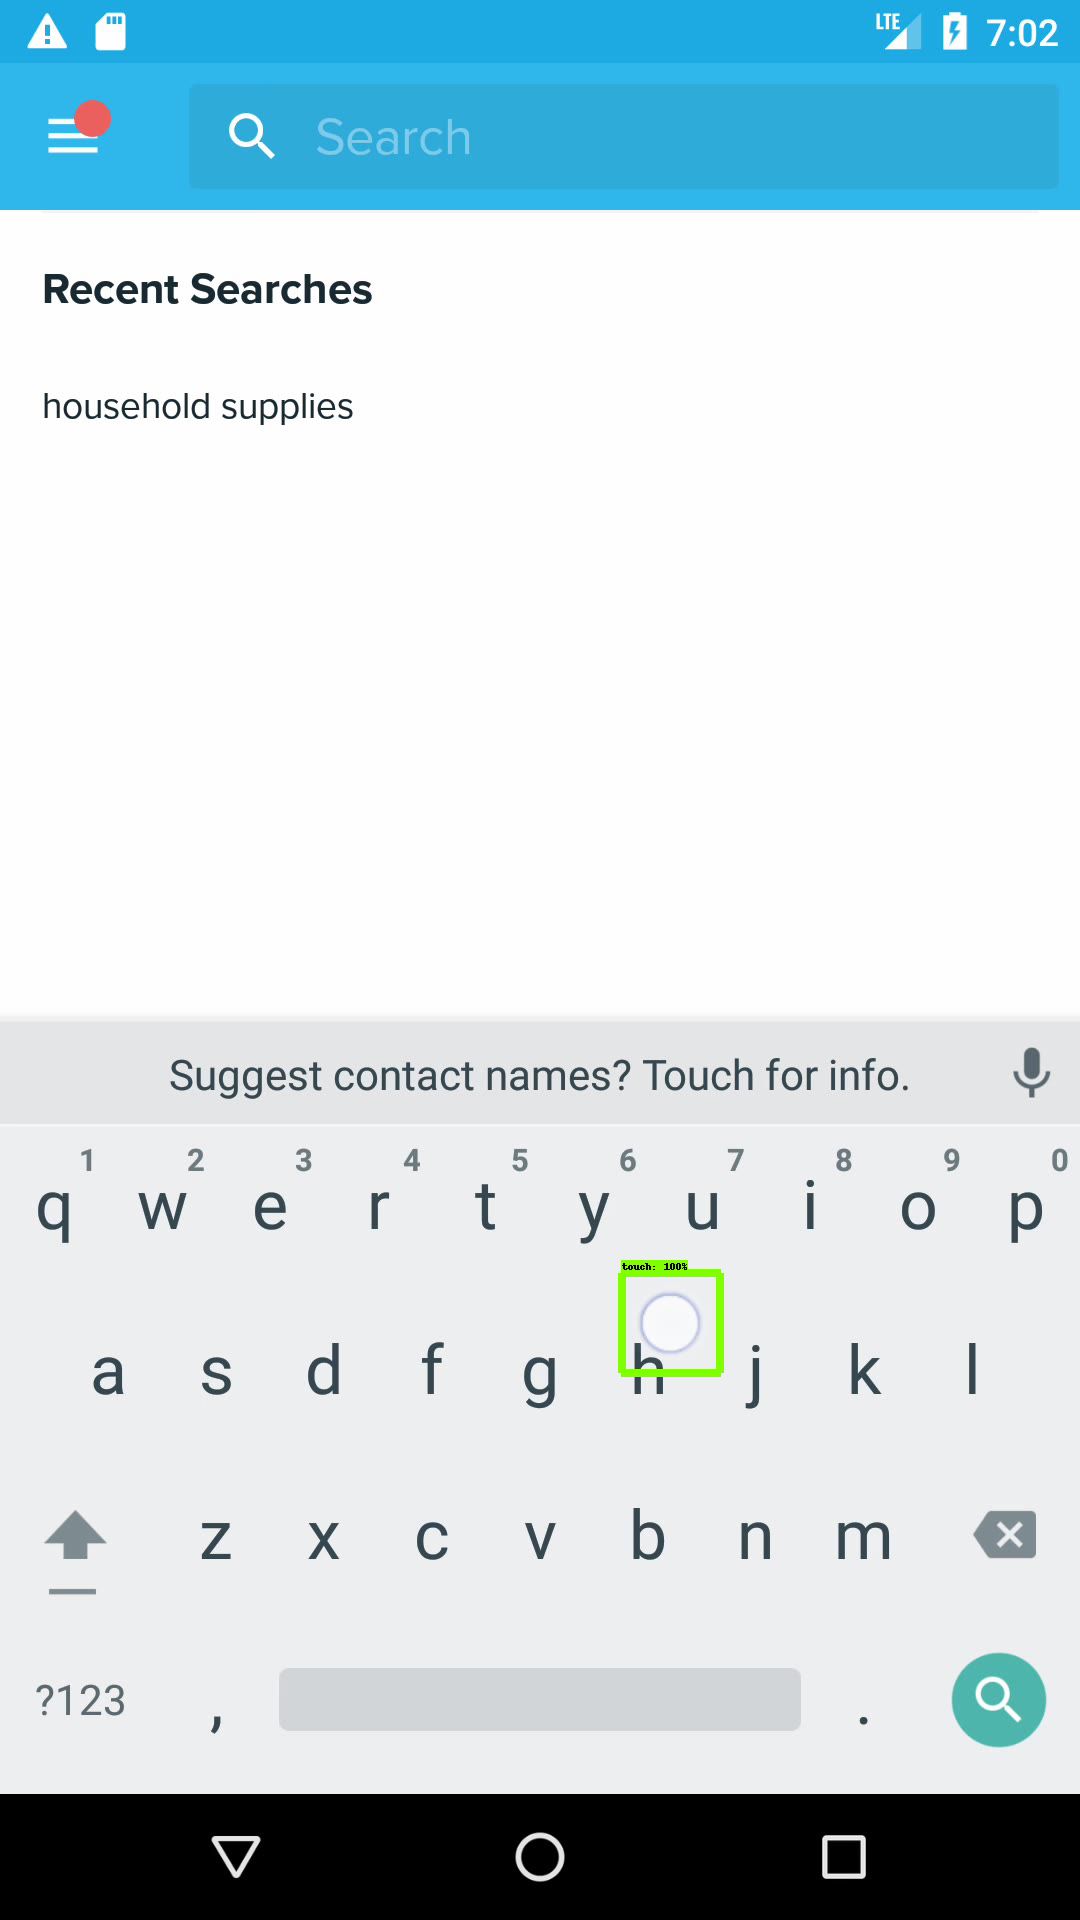 LTE 7:02
Search
Recent Searches
household supplies
Suggest contact names? Touch for info.
1 2 3 4 5 6 7 8 9 0
q w e r t y u i o p
touch: 100%
a s d f g h j k l
z x c v b n m
?123 , .